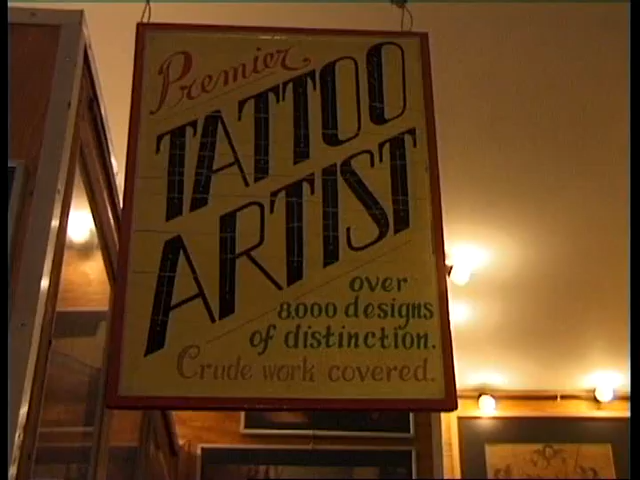 Premier
TATTOO
ARTIST
over
8.000 designs
of distinction.
Crude work covered.